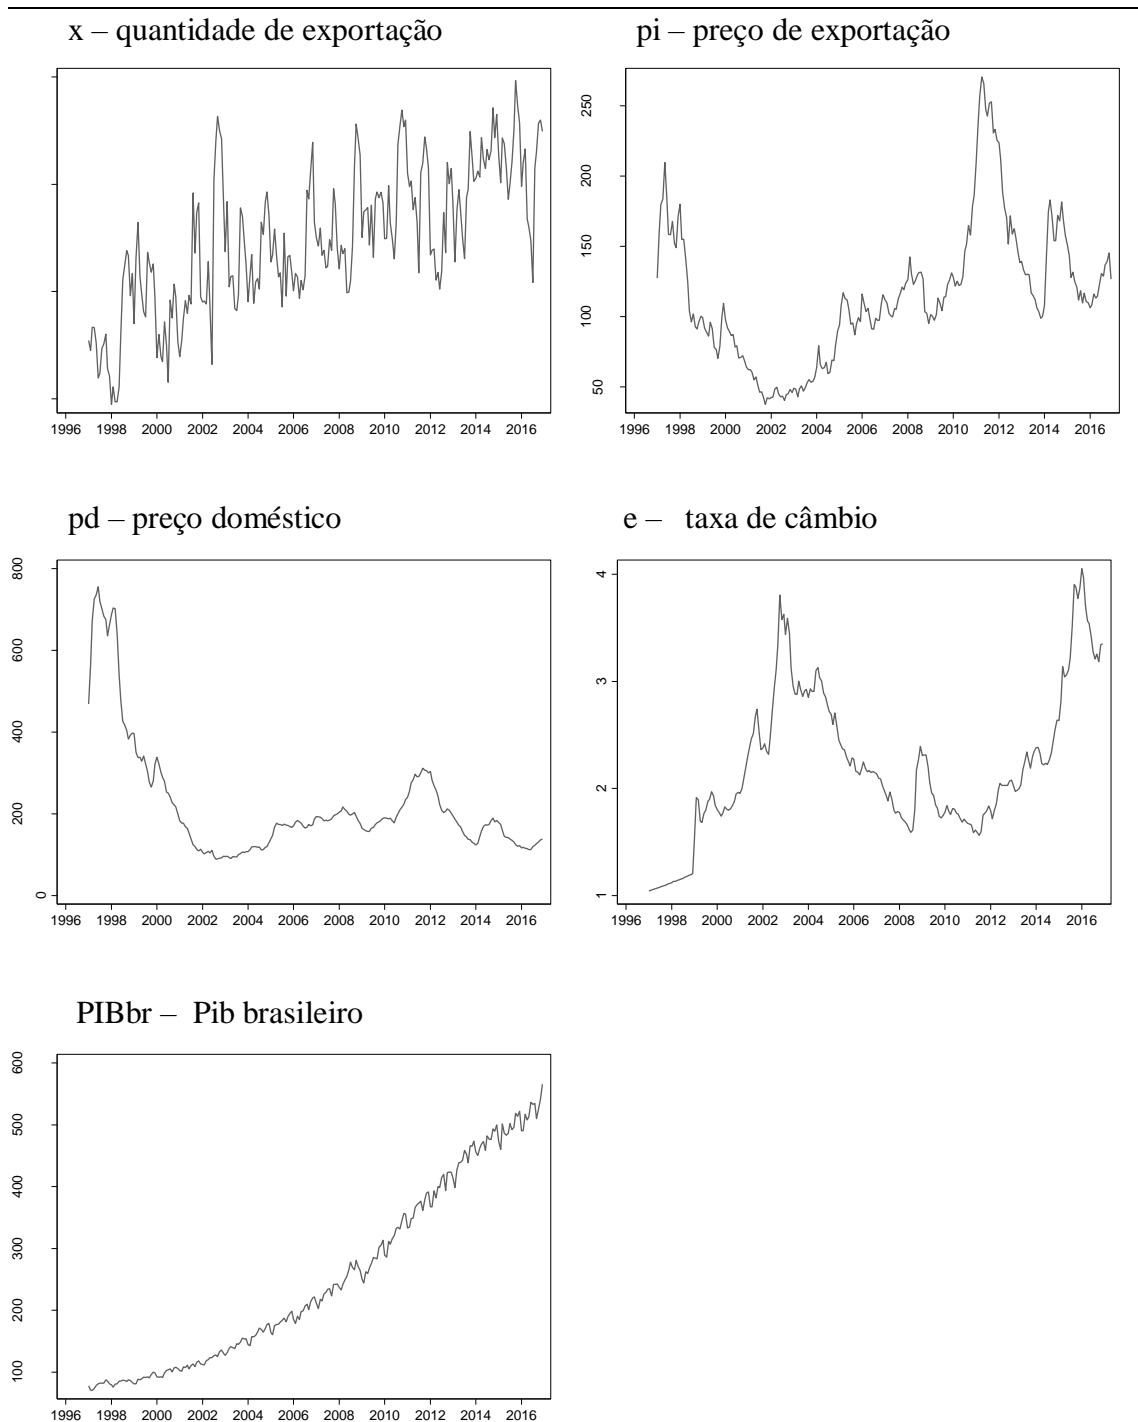 x – quantidade de exportação
pi – preço de exportação
1996 1998 2000 2002 2004 2006 2008 2010 2012 2014 2016
250
200
150
100
50
1996 1998 2000 2002 2004 2006 2008 2010 2012 2014 2016
pd – preço doméstico
e – taxa de câmbio
800
600
400
200
0
1996 1998 2000 2002 2004 2006 2008 2010 2012 2014 2016
4
3
2
1
1996 1998 2000 2002 2004 2006 2008 2010 2012 2014 2016
PIBbr – Pib brasileiro
600
500
400
300
200
100
1996 1998 2000 2002 2004 2006 2008 2010 2012 2014 2016